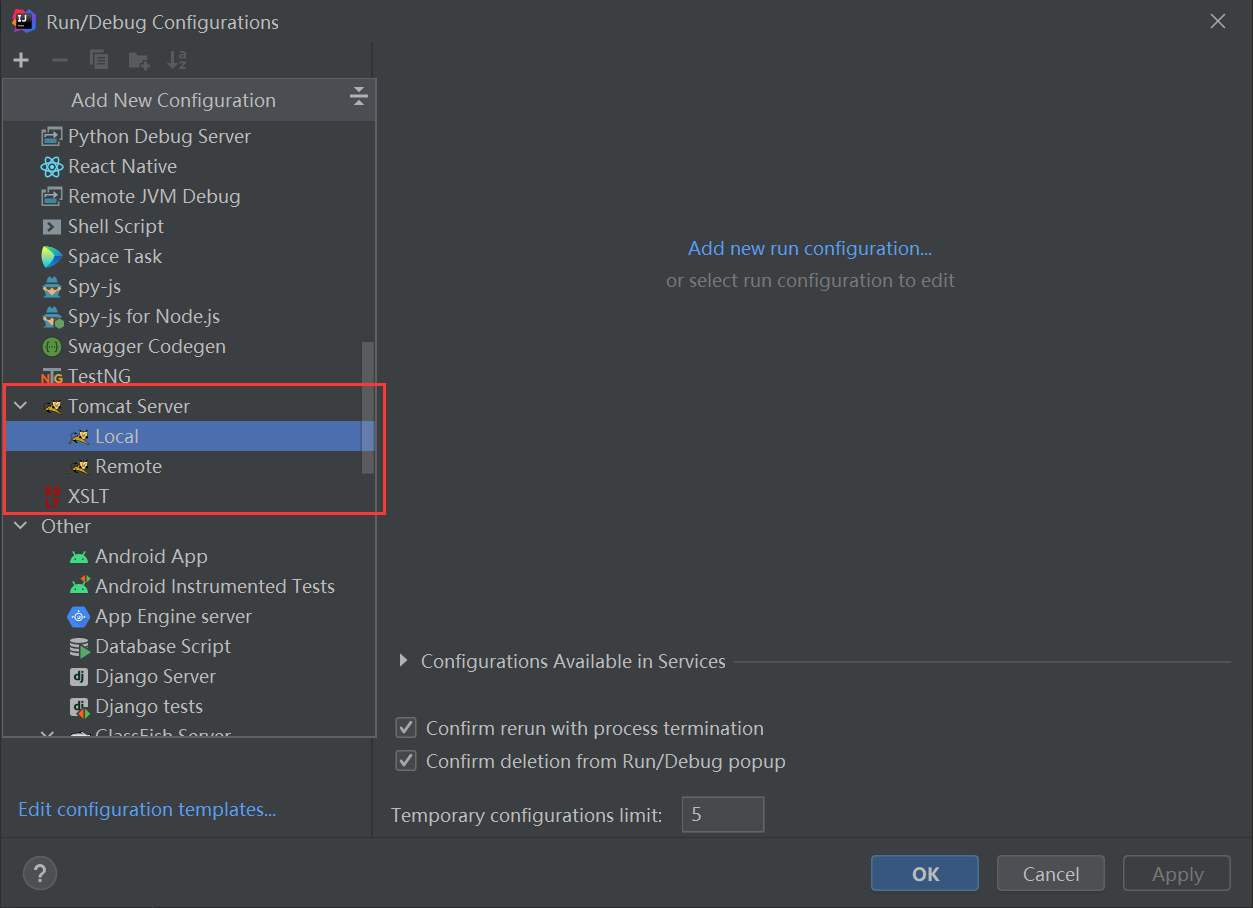 Run/Debug Configurations
Add New Configuration
Python Debug Server
React Native
Remote JVM Debug
Shell Script
Space Task
Spy-js
Spy-js for Node.js
Swagger Codegen
TestNG
Tomcat Server
Local
Remote
XSLT
Other
Android App
Android Instrumented Tests
App Engine server
Database Script
Django Server
Django tests
GlassFish Server
Edit configuration templates...
Add new run configuration...
or select run configuration to edit
Configurations Available in Services
Confirm rerun with process termination
Confirm deletion from Run/Debug popup
Temporary configurations limit: 5
? OK Cancel Apply